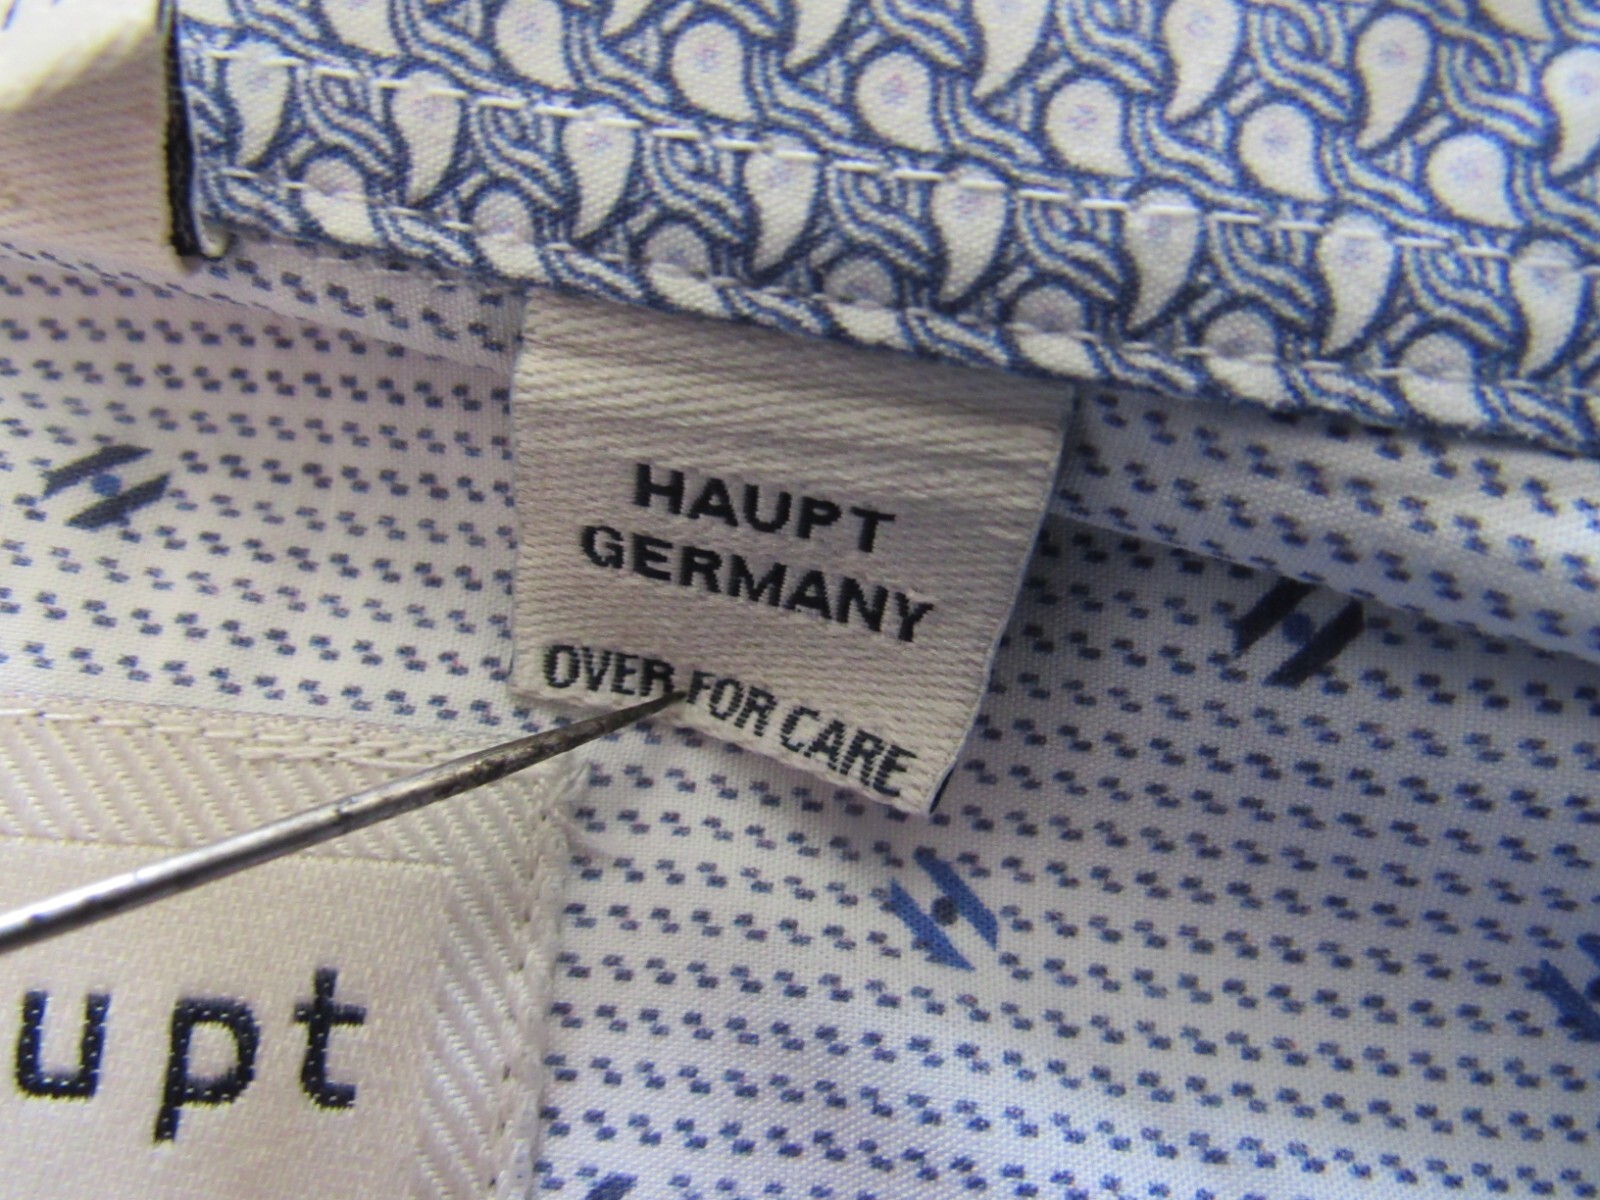 HAUPT
GERMANY
OVER FOR CARE
upt